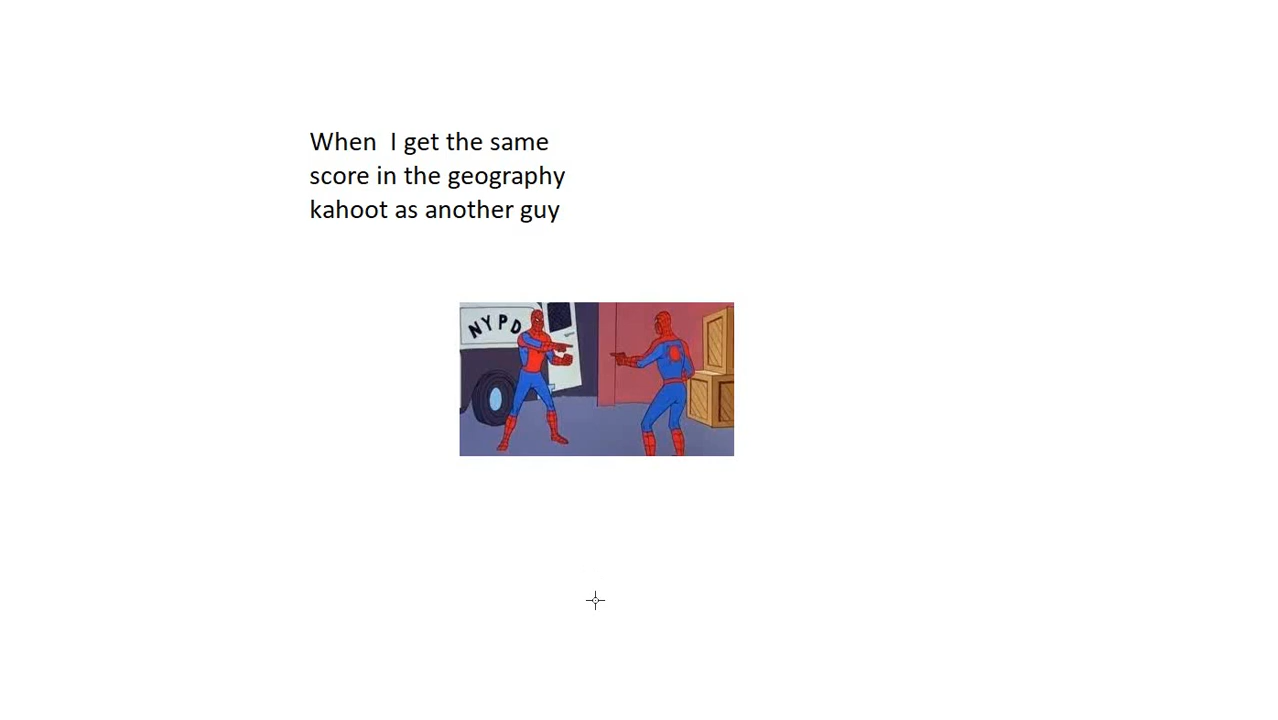 When  I get the same
score in the geography
kahoot as another guy
NYPD